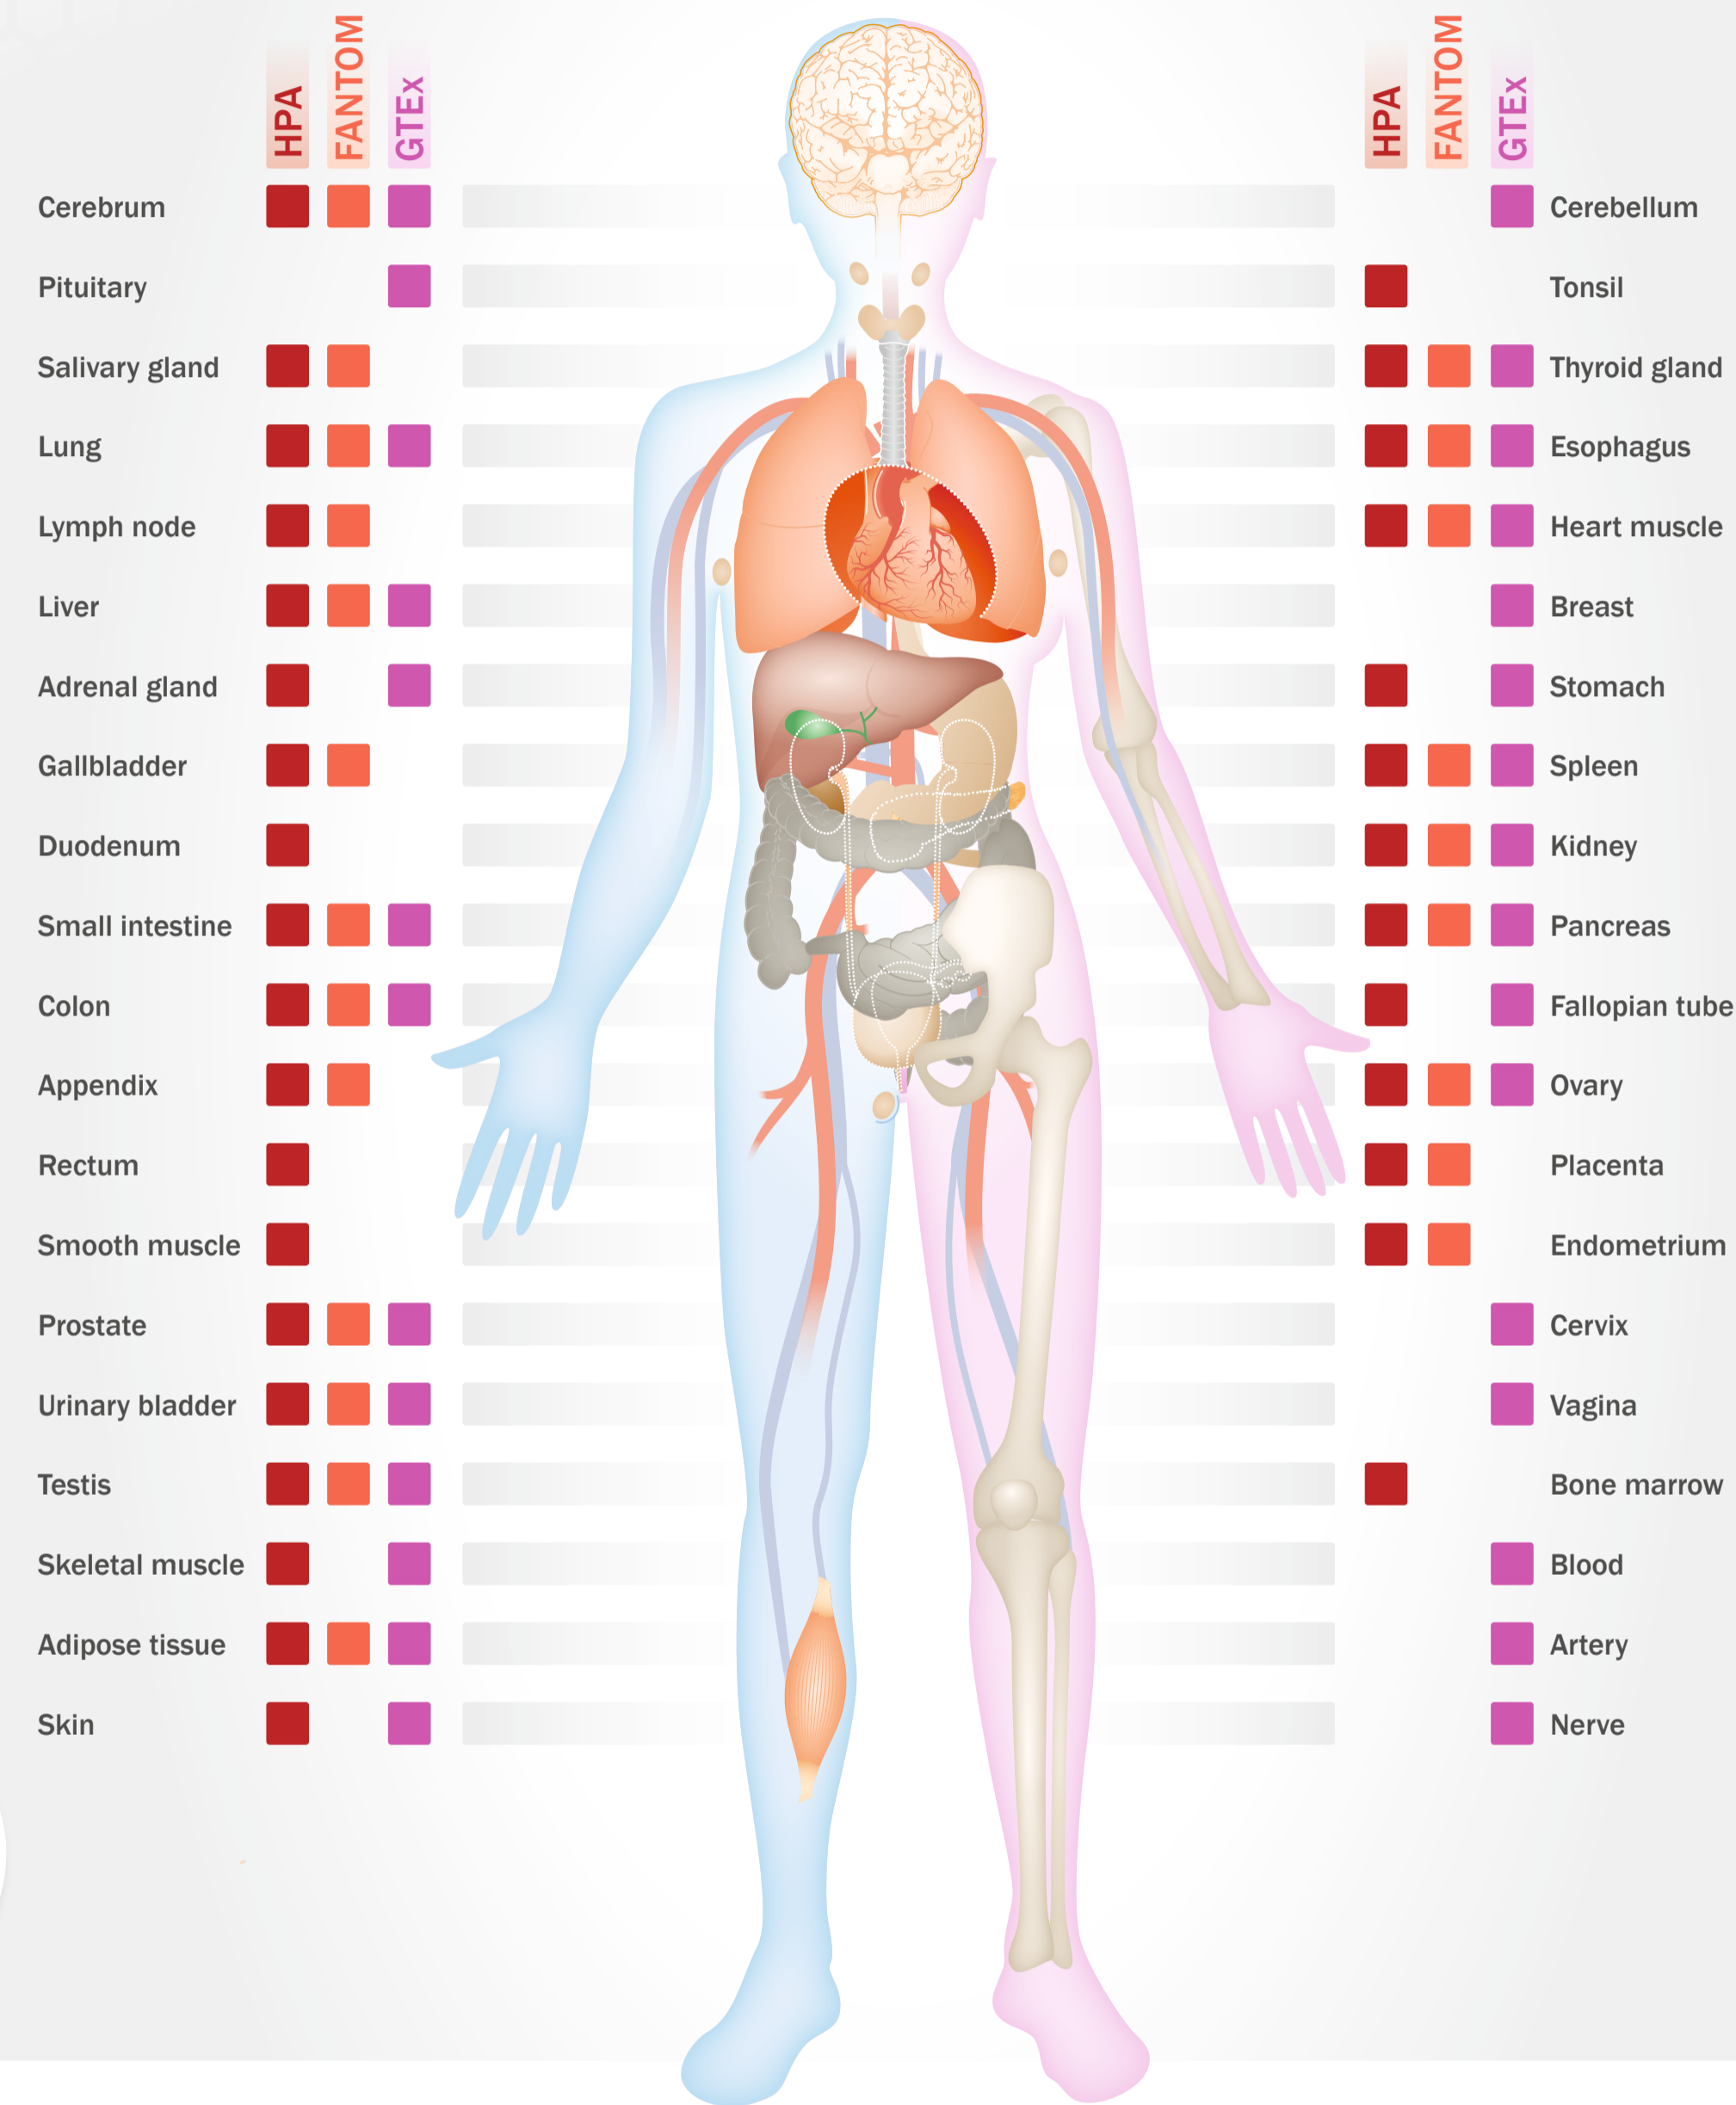 HPA FANTOM GTEx
HPA FANTOM GTEx
Cerebrum
Pituitary
Salivary gland
Lung
Lymph node
Liver
Adrenal gland
Gallbladder
Duodenum
Small intestine
Colon
Appendix
Rectum
Smooth muscle
Prostate
Urinary bladder
Testis
Skeletal muscle
Adipose tissue
Skin
Cerebellum
Tonsil
Thyroid gland
Esophagus
Heart muscle
Breast
Stomach
Spleen
Kidney
Pancreas
Fallopian tube
Ovary
Placenta
Endometrium
Cervix
Vagina
Bone marrow
Blood
Artery
Nerve